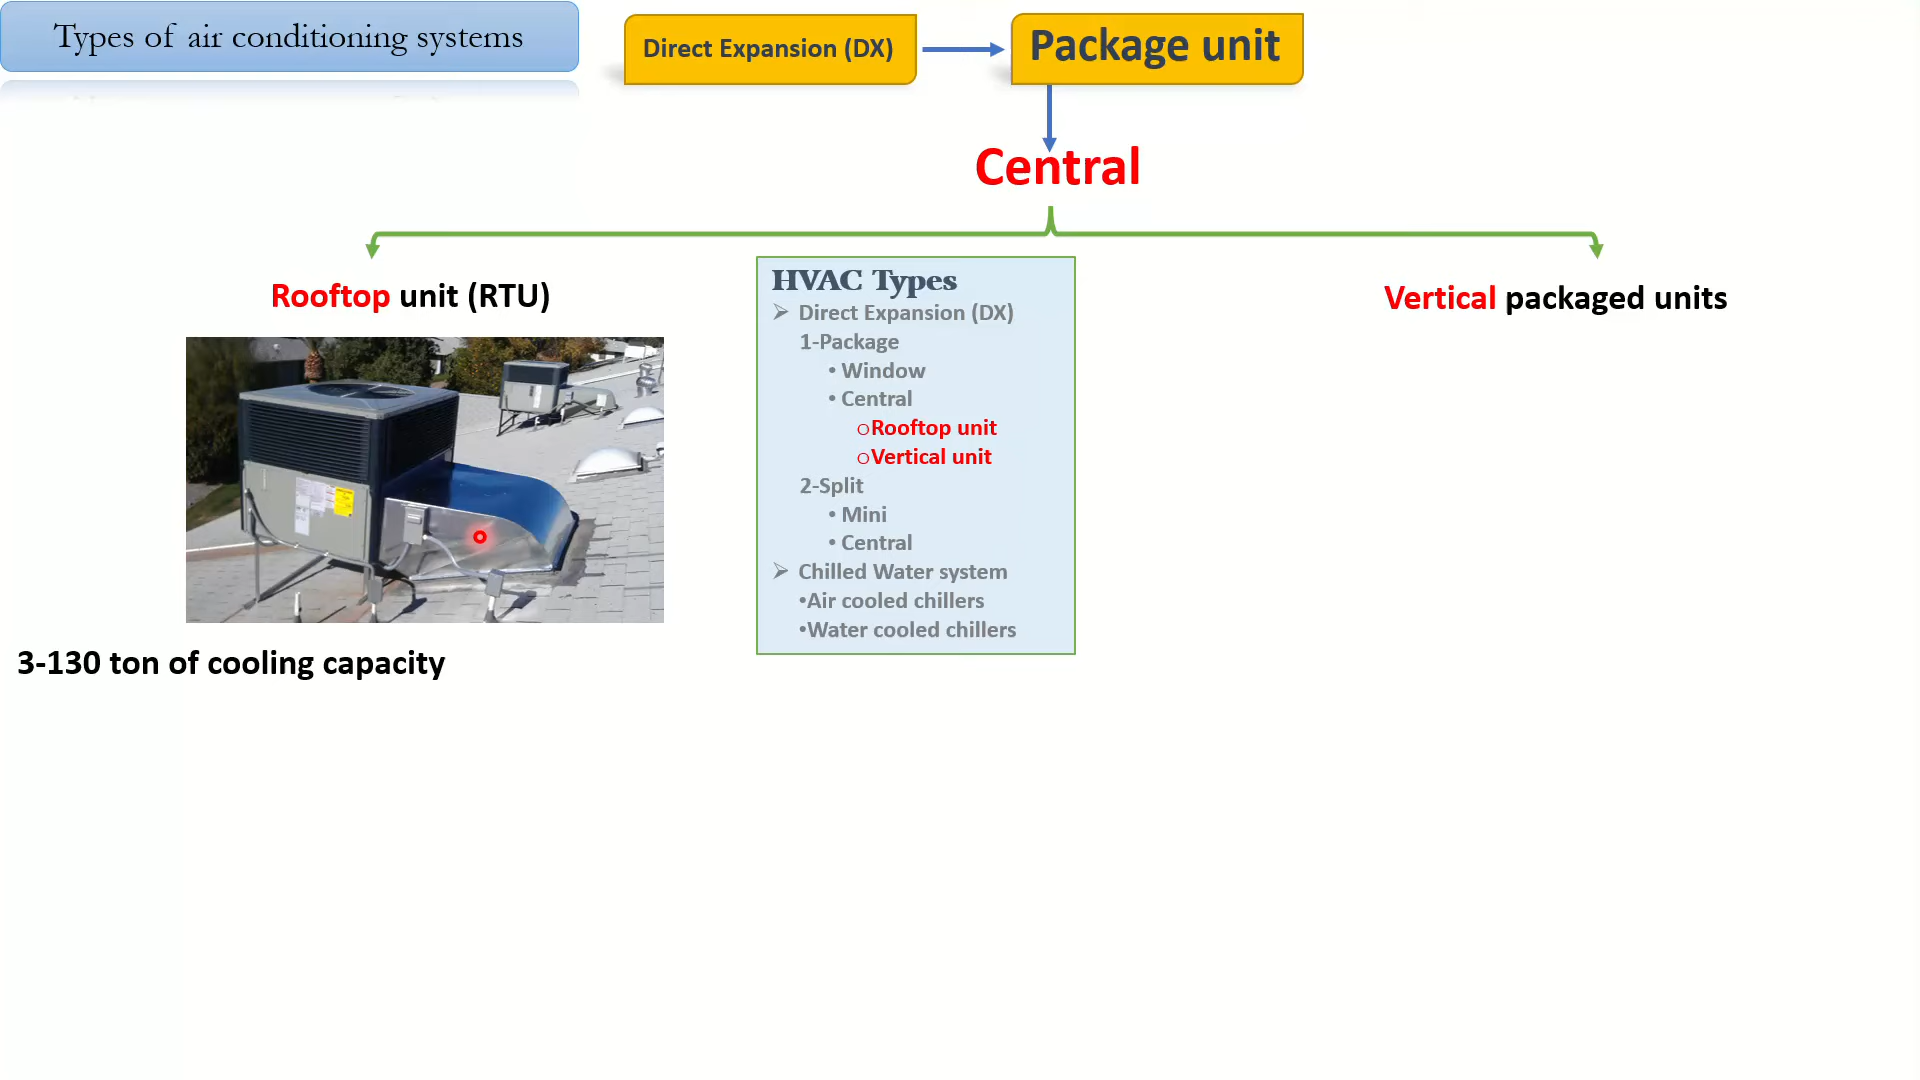 Types of air conditioning systems
Direct Expansion (DX)
Package unit
Central
Rooftop unit (RTU)
3-130 ton of cooling capacity
HVAC Types
➢ Direct Expansion (DX)
1-Package
• Window
• Central
○Rooftop unit
○Vertical unit
2-Split
• Mini
• Central
➢ Chilled Water system
•Air cooled chillers
•Water cooled chillers
Vertical packaged units